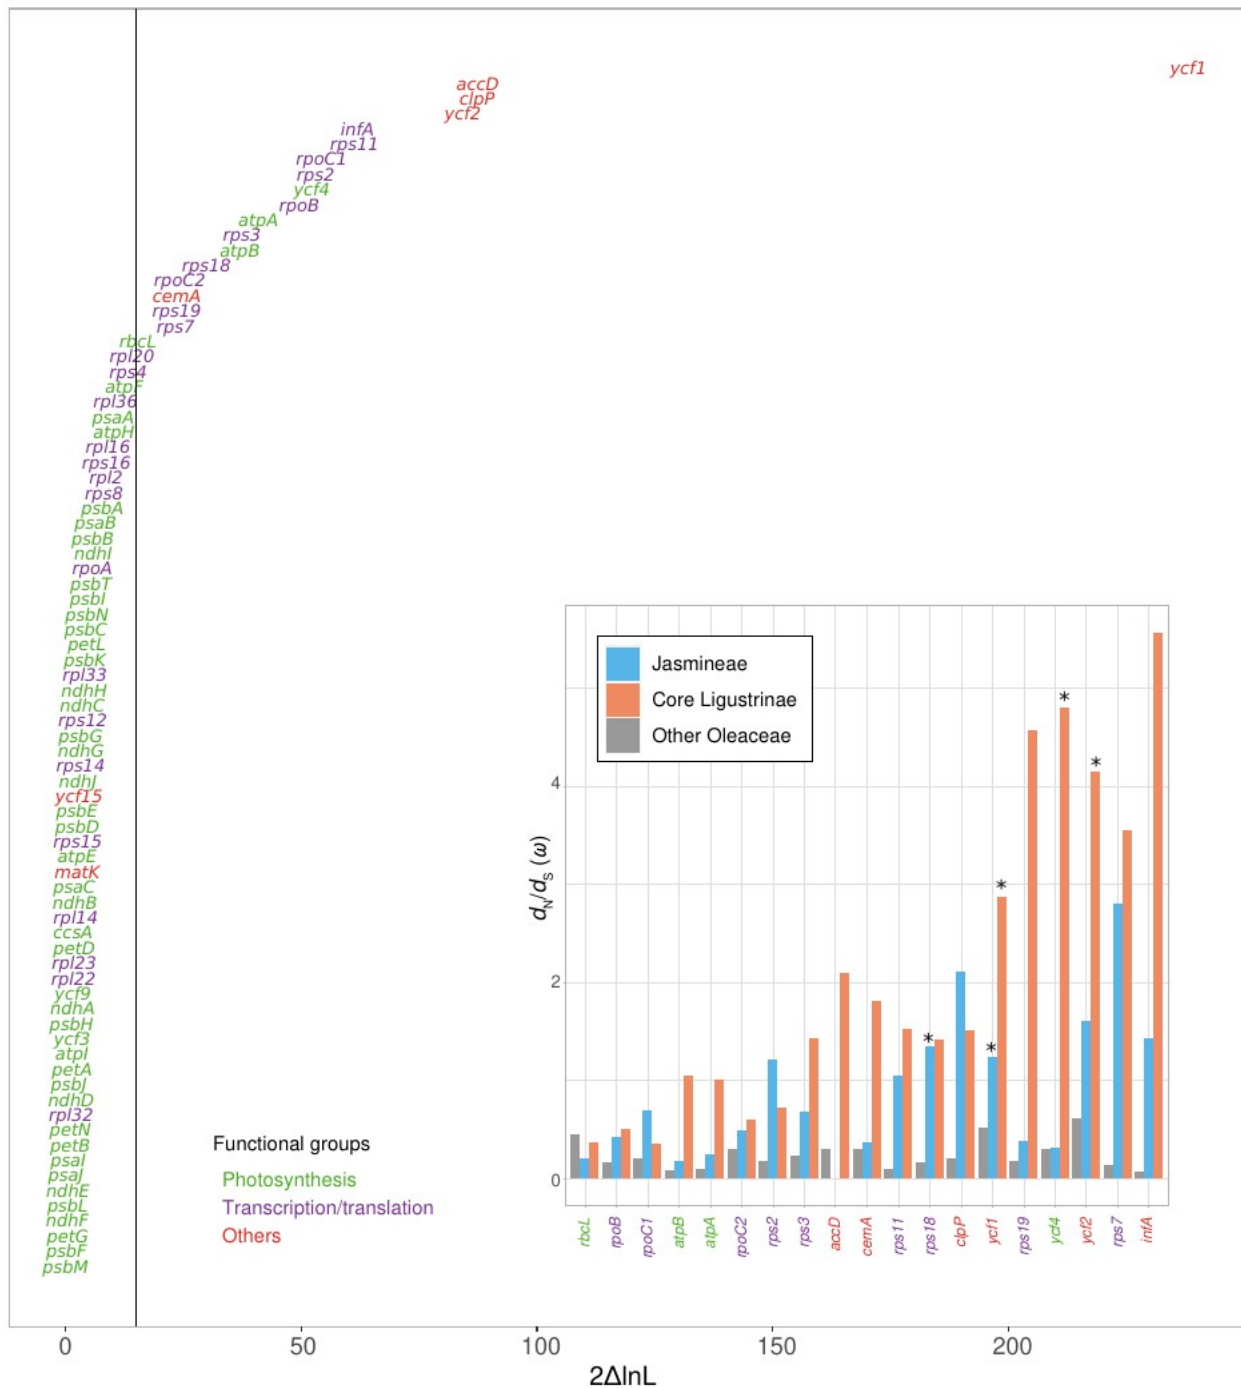 ycf1
accD
clpP
ycf2
infA
rps11
rpoC1
rps2
ycf4
rpoB
atpA
rps3
atpB
rps18
rpoC2
cemA
rps19
rps7
rbcL
rpl20
rps4
atpF
rpl36
psaA
atpH
rpl16
rps16
rpl2
rps8
psbA
psaB
psbB
ndhI
rpoA
psbT
psbI
psbN
psbC
petL
psbK
rpl33
ndhH
ndhC
rps12
psbG
ndhG
rps14
ndhJ
ycf15
psbE
psbD
rps15
atpE
matK
psaC
ndhB
rpl14
ccsA
petD
rpl23
rpl22
ycf9
ndhA
psbH
ycf3
atpI
petA
psbJ
ndhD
rpl32
petN
petB
psaI
psaJ
ndhE
psbL
ndhF
petG
psbF
psbM
Functional groups
Photosynthesis
Transcription/translation
Others
Jasmineae
Core Ligustrinae
Other Oleaceae
* * * * *
dN/dS (ω)
4
2
0
rbcL rpoB rpoC1 atpB atpA rpoC2 rps2 rps3 accD cemA rps11 rps18 clpP ycf1 rps19 ycf4 ycf2 rps7 infA
0 50 100 150 200
2ΔlnL